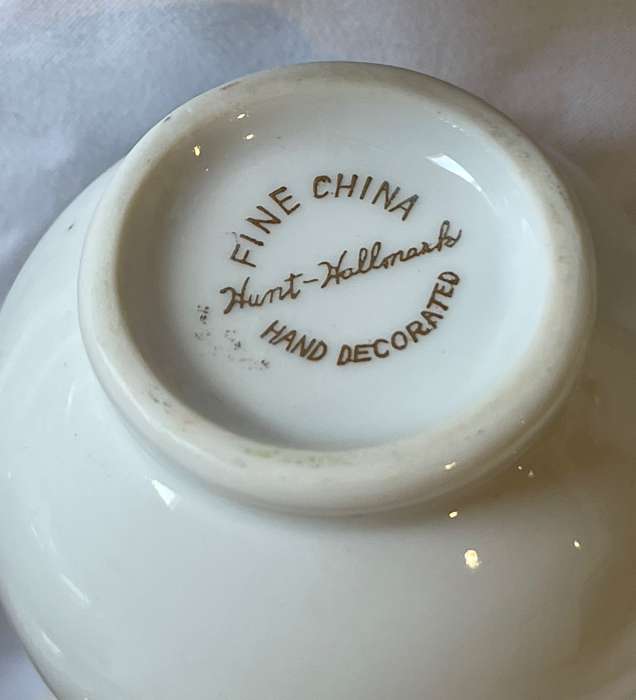 FINE CHINA
Hunt-Hallmark
HAND DECORATED